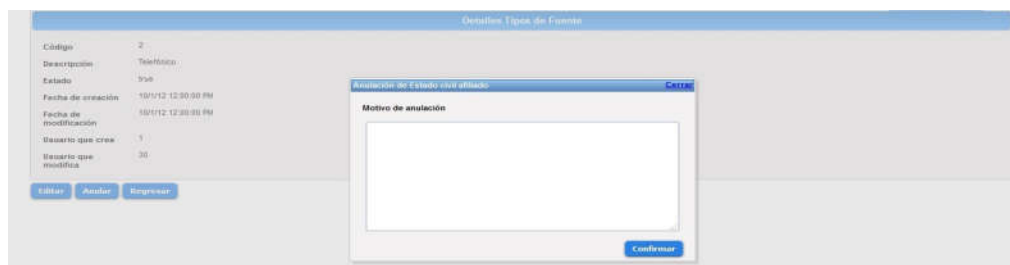 Detalles Tipos de Fuente
Código 2
Descripción Telefónico
Estado true
Fecha de creación 10/1/12 12:00:00 PM
Fecha de
modificación 10/1/12 12:00:00 PM
Usuario que crea 1
Usuario que
modifica 30
Editar Anular Regresar
Anulación de Estado civil afiliado Cerrar
Motivo de anulación
Confirmar